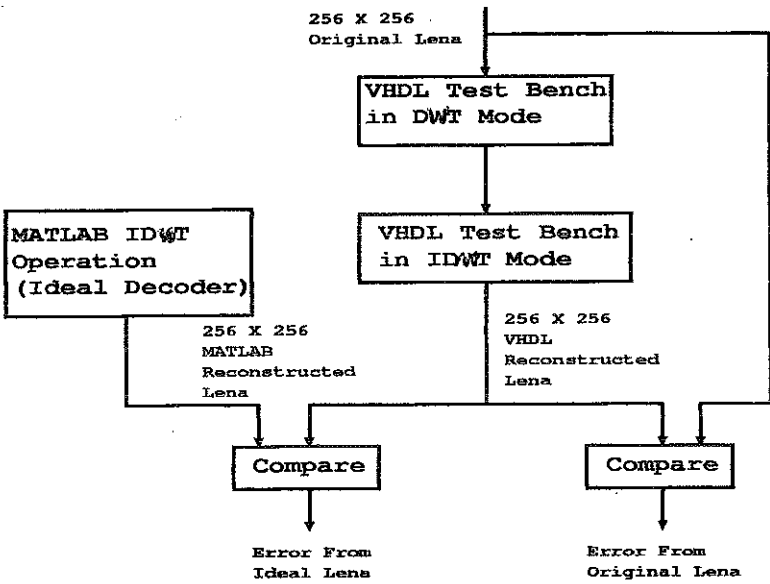 256 X 256
Original Lena
VHDL Test Bench
in DWT Mode
MATLAB IDWT
Operation
(Ideal Decoder)
VHDL Test Bench
in IDWT Mode
256 X 256
MATLAB
Reconstructed
Lena
256 X 256
VHDL
Reconstructed
Lena
Compare
Compare
Error From
Ideal Lena
Error From
Original Lena